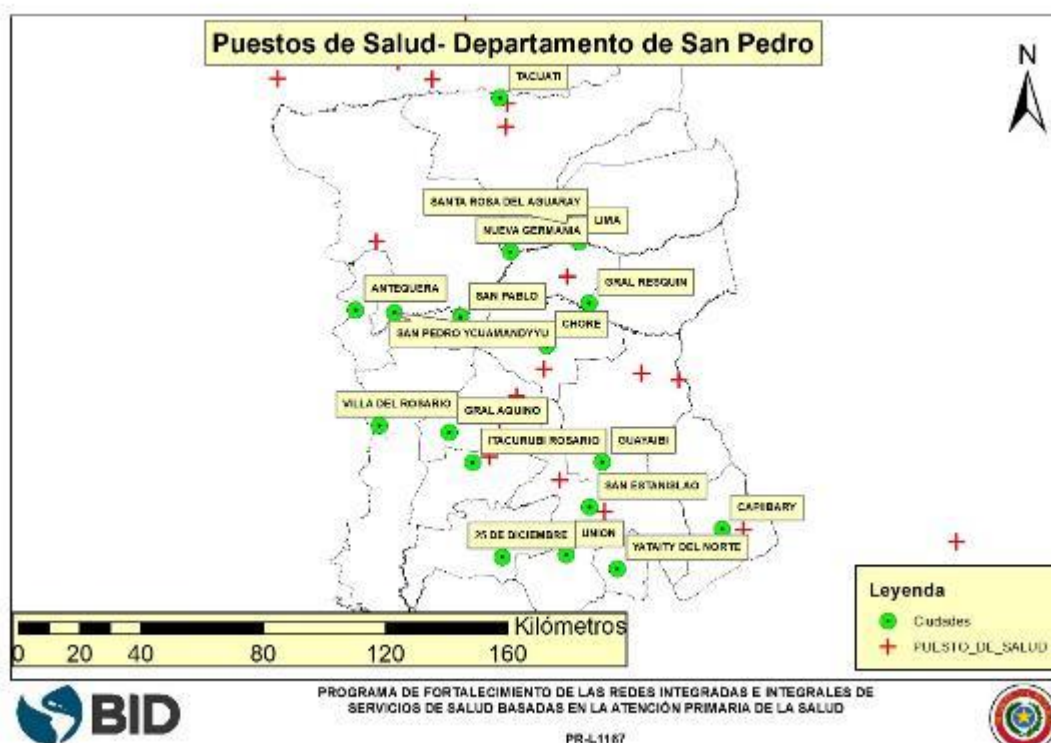 Puestos de Salud- Departamento de San Pedro
N
TACUATI
SANTA ROSA DEL AGUARAY
LIMA
NUEVA GERMANIA
ANTEQUERA
SAN PABLO
GRAL RESQUIN
SAN PEDRO YCUAMANDYYU
CHORE
VILLA DEL ROSARIO
GRAL AQUINO
ITACURUBI ROSARIO
GUAYAIBI
SAN ESTANISLAO
CAPIIBARY
25 DE DICIEMBRE
UNION
YATAITY DEL NORTE
Leyenda
Ciudades
PUESTO_DE_SALUD
Kilómetros
0 20 40 80 120 160
BID
PROGRAMA DE FORTALECIMIENTO DE LAS REDES INTEGRADAS E INTEGRALES DE
SERVICIOS DE SALUD BASADAS EN LA ATENCIÓN PRIMARIA DE LA SALUD
PR-L1167